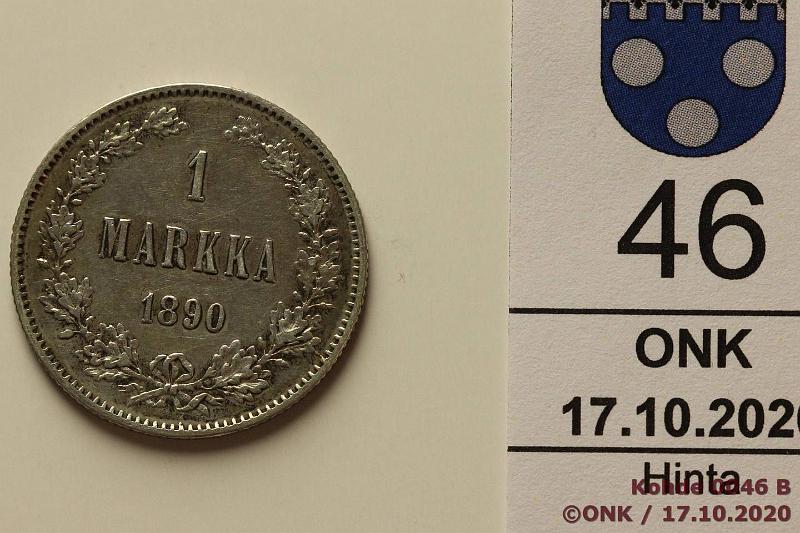 1
MARKKA
1890
46
ONK
17.10.2020
Hinta
Kohde 0046 B
©ONK / 17.10.2020